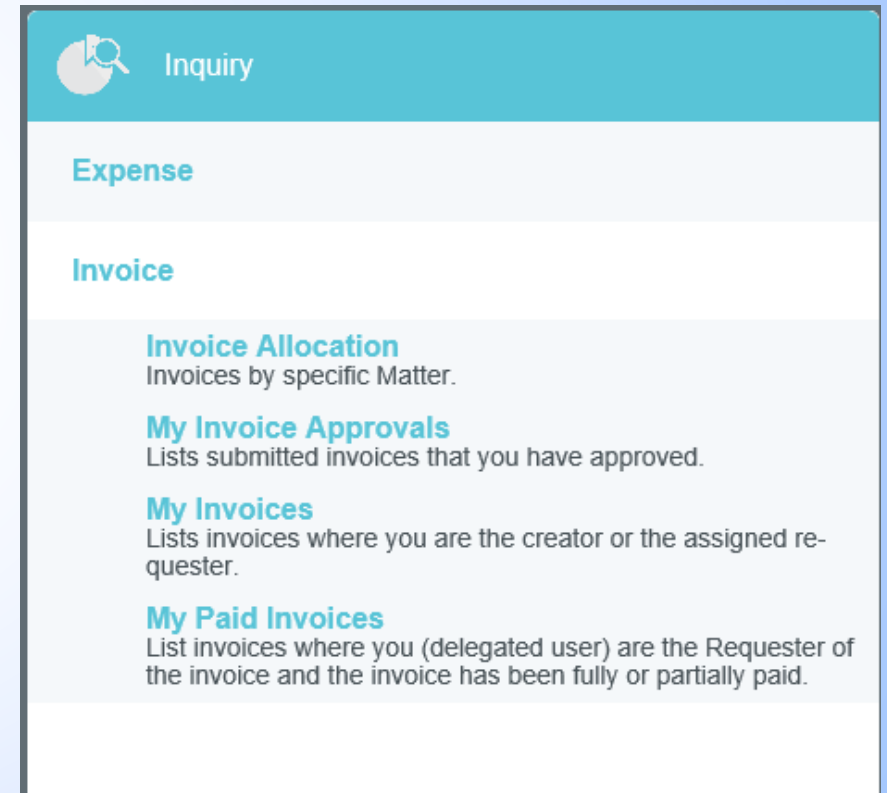 Inquiry
Expense
Invoice
Invoice Allocation
Invoices by specific Matter.
My Invoice Approvals
Lists submitted invoices that you have approved.
My Invoices
Lists invoices where you are the creator or the assigned re-
quester.
My Paid Invoices
List invoices where you (delegated user) are the Requester of
the invoice and the invoice has been fully or partially paid.